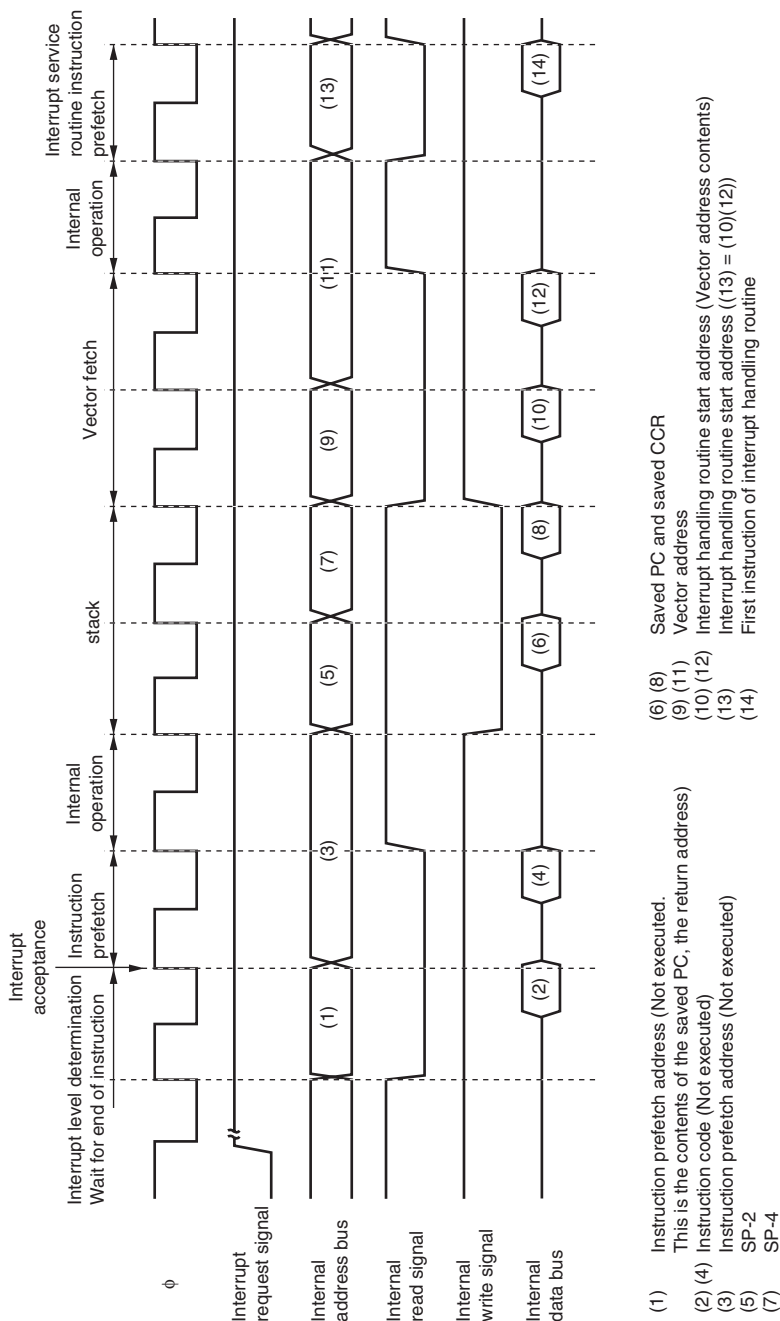 Interrupt
acceptance
Interrupt level determination
Wait for end of instruction
Instruction
prefetch
Internal
operation
stack
Vector fetch
Internal
operation
Interrupt service
routine instruction
prefetch
φ
Interrupt
request signal
Internal
address bus
(1)
(3)
(5)
(7)
(9)
(11)
(13)
Internal
read signal
Internal
write signal
Internal
data bus
(2)
(4)
(6)
(8)
(10)
(12)
(14)
(1) Instruction prefetch address (Not executed.
This is the contents of the saved PC, the return address)
(2) (4) Instruction code (Not executed)
(3) Instruction prefetch address (Not executed)
(5) SP-2
(7) SP-4
(6) (8) Saved PC and saved CCR
(9) (11) Vector address
(10) (12) Interrupt handling routine start address (Vector address contents)
(13) Interrupt handling routine start address ((13) = (10)(12))
(14) First instruction of interrupt handling routine